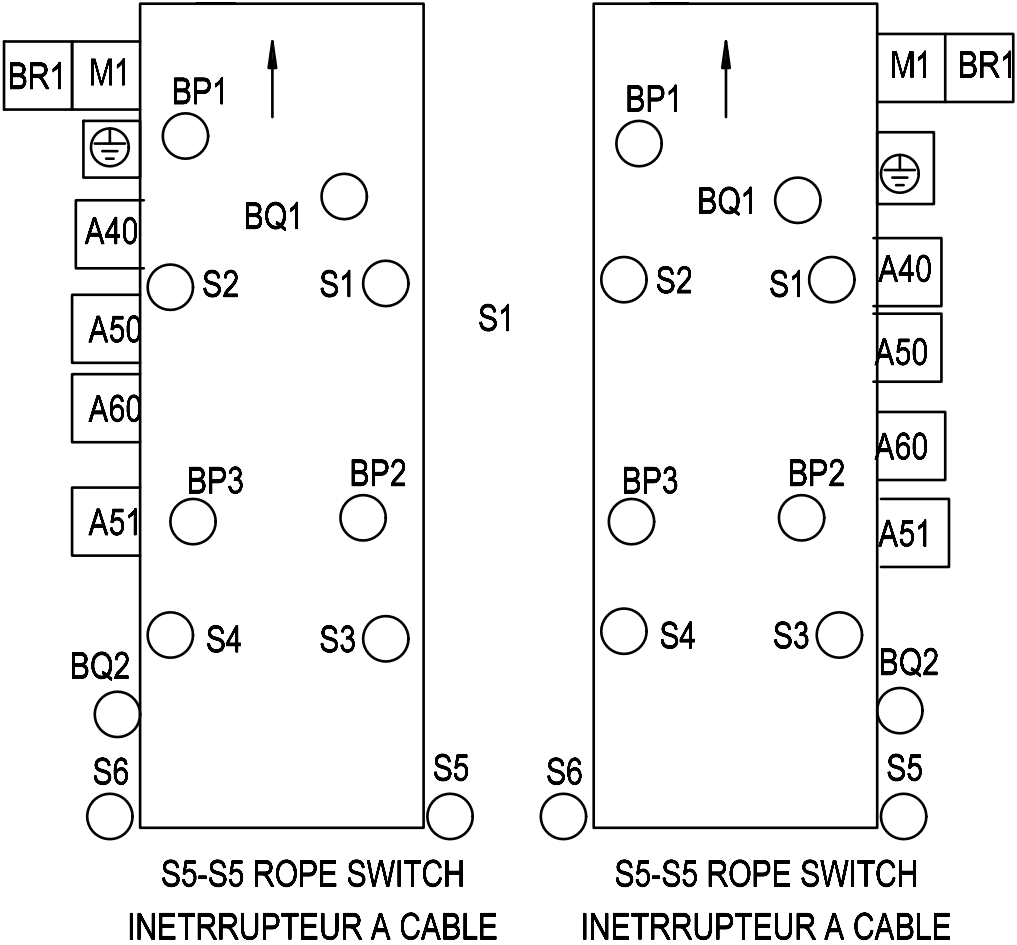 BR1 M1
BP1
BQ1
A40
S2 S1
A50
A60
BP3 BP2
A51
S4 S3
BQ2
S6 S5
S5-S5 ROPE SWITCH
INETRRUPTEUR A CABLE
S1
M1 BR1
BP1
BQ1
A40
S2 S1
A50
A60
BP3 BP2
A51
S4 S3
BQ2
S6 S5
S5-S5 ROPE SWITCH
INETRRUPTEUR A CABLE